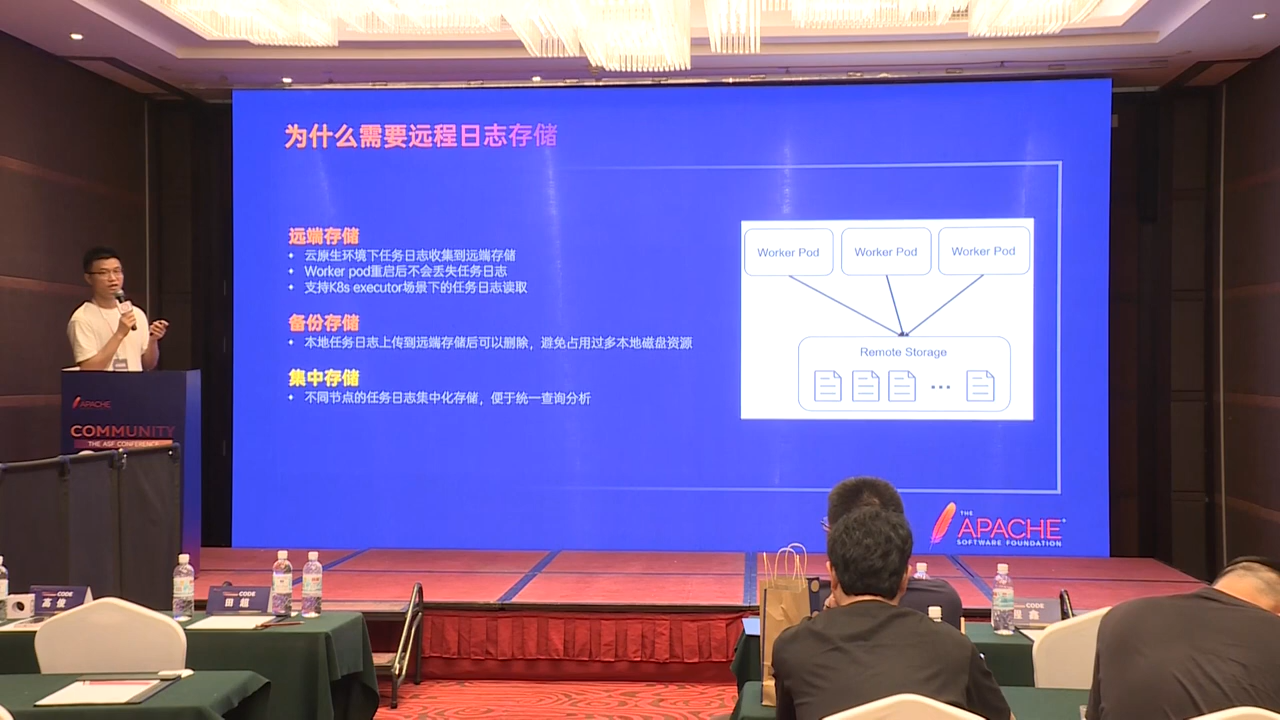 为什么需要远程日志存储
远端存储
• 云原生环境下任务日志收集到远端存储
• Worker pod重启后不会丢失任务日志
• 支持K8s executor场景下的任务日志读取
备份存储
• 本地任务日志上传到远端存储后可以删除，避免占用过多本地磁盘资源
集中存储
• 不同节点的任务日志集中化存储，便于统一查询分析
Worker Pod
Worker Pod
Worker Pod
Remote Storage
THE
APACHE®
SOFTWARE FOUNDATION
APACHE
COMMUNITY
THE ASF CONFERENCE
CODE
高俊
CODE
田超
CODE
鑫